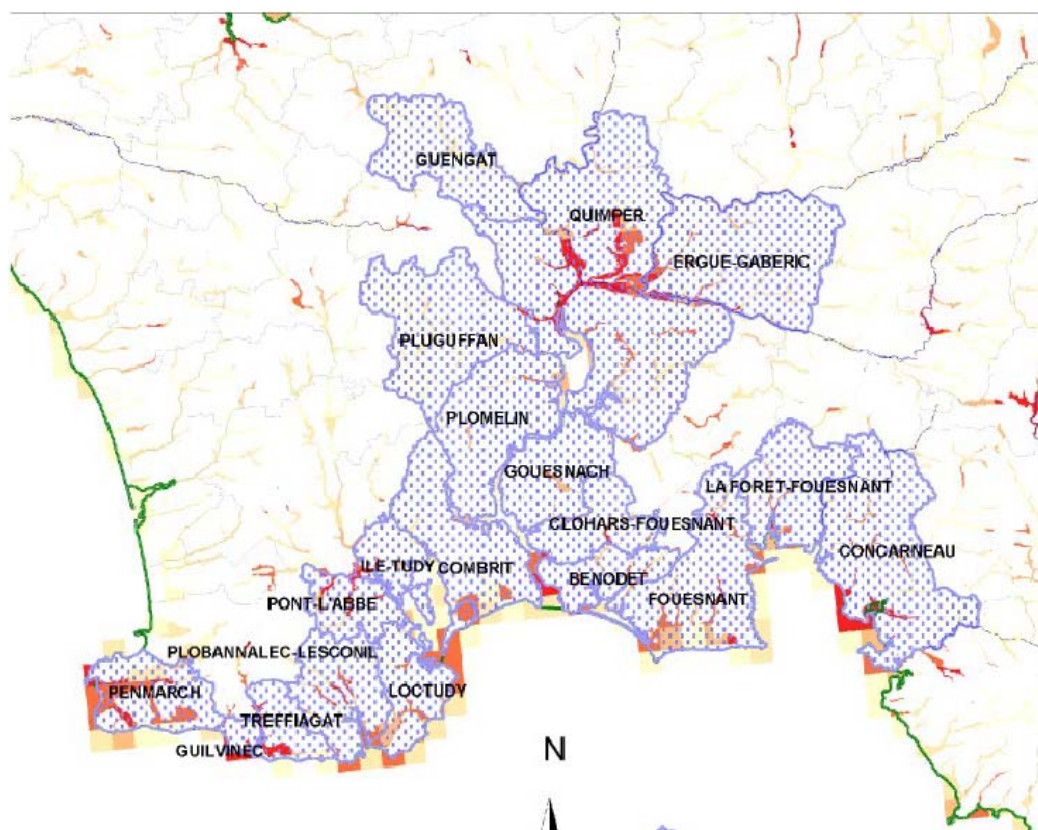 GUENGAT
QUIMPER
ERGUE-GABERIC
PLUGUFFAN
PLOMELIN
GOUESNACH
LA FORET-FOUESNANT
CLOHARS-FOUESNANT
CONCARNEAU
ILE-TUDY
COMBRIT
BENODET
PONT-L'ABBE
FOUESNANT
PLOBANNALEC-LESCONIL
PENMARCH
LOCTUDY
TREFFIAGAT
GUILVINEC
N